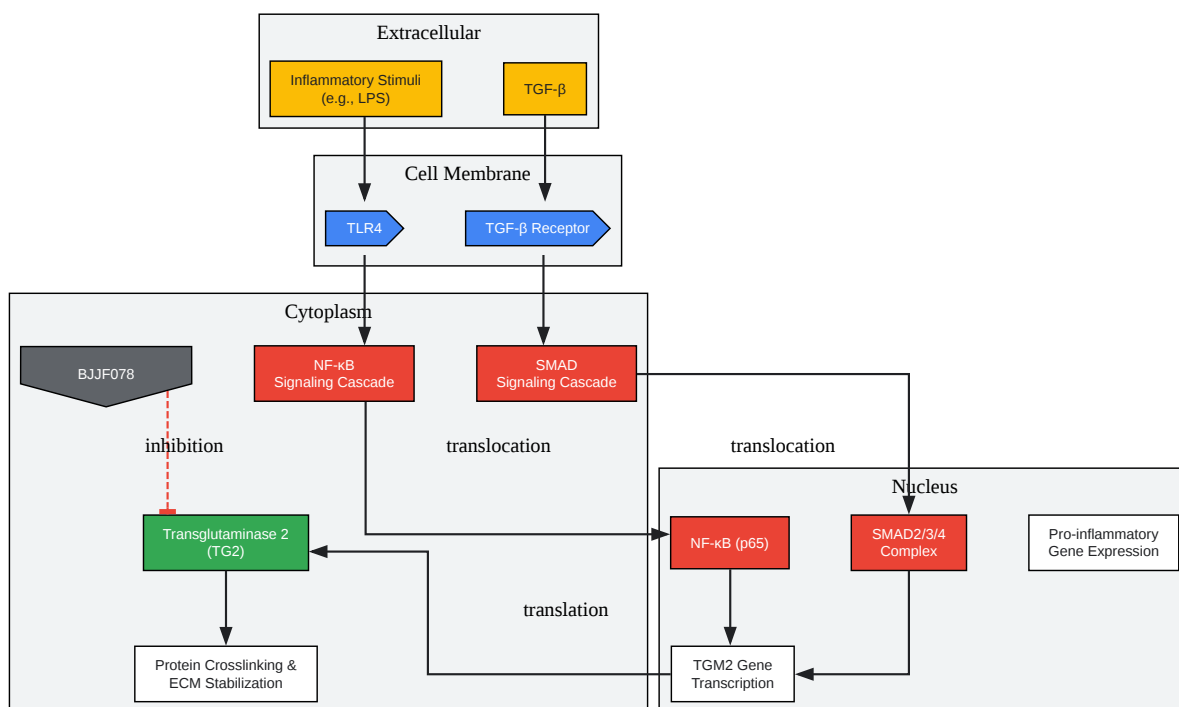 Extracellular
Inflammatory Stimuli
(e.g., LPS)
TGF-β
Cell Membrane
TLR4
TGF-β Receptor
Cytoplasm
BJJF078
NF-κB
Signaling Cascade
SMAD
Signaling Cascade
inhibition
translocation
translocation
Nucleus
Transglutaminase 2
(TG2)
NF-κB (p65)
SMAD2/3/4
Complex
Pro-inflammatory
Gene Expression
translation
Protein Crosslinking &
ECM Stabilization
TGM2 Gene
Transcription